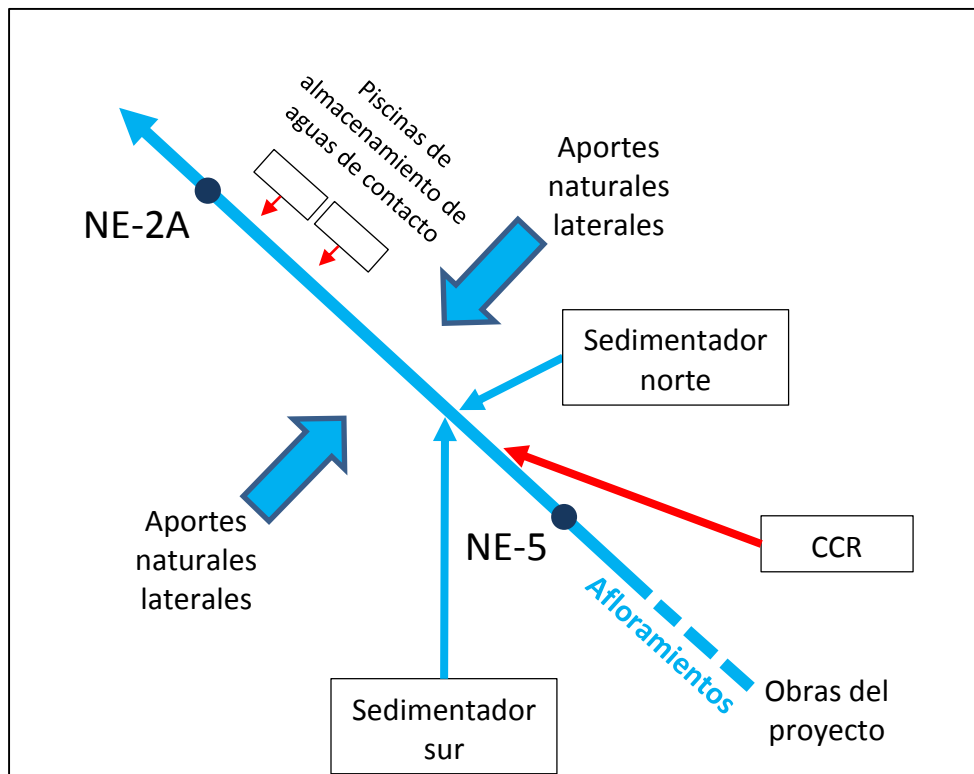 Piscinas de
almacenamiento de
aguas de contacto
Aportes
naturales
laterales
NE-2A
Sedimentador
norte
Aportes
naturales
laterales
NE-5
CCR
Afloramientos
Obras del
proyecto
Sedimentador
sur